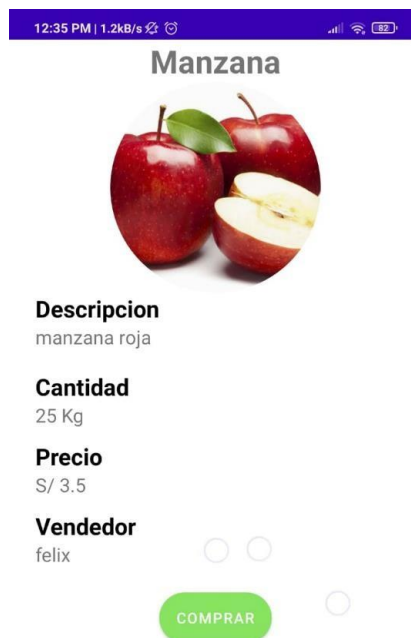 12:35 PM | 1.2kB/s
82
Manzana
Descripcion
manzana roja
Cantidad
25 Kg
Precio
S/ 3.5
Vendedor
felix
COMPRAR